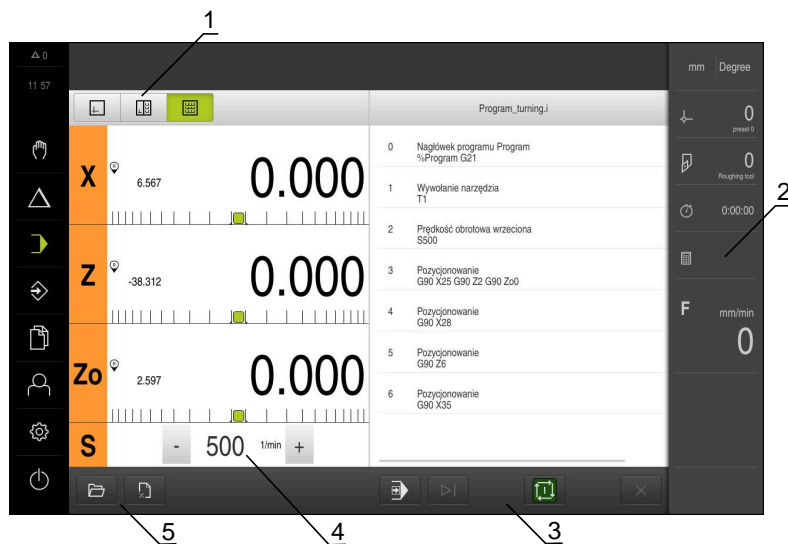 1
0
11 57
mm Degree
Program_turning.i
0
preset 0
0
Roughing tool
0:00:00
2
F mm/min
0
X R 6.567 0.000
Z R -38.312 0.000
Zo R 2.597 0.000
S - 500 1/min +
0 Nagłówek programu Program
%Program G21
1 Wywołanie narzędzia
T1
2 Prędkość obrotowa wrzeciona
S500
3 Pozycjonowanie
G90 X25 G90 Z2 G90 Zo0
4 Pozycjonowanie
G90 X28
5 Pozycjonowanie
G90 Z6
6 Pozycjonowanie
G90 X35
5
4
3